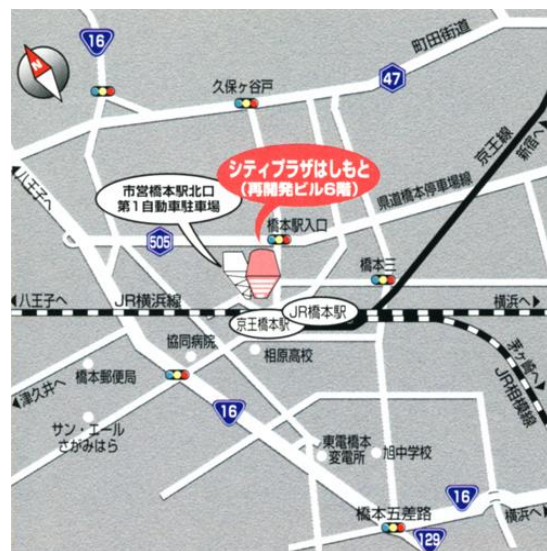 16
町田街道
N
久保ヶ谷戸
47
京王線
新宿へ
八王子へ
シティプラザはしもと
(再開発ビル6階)
市営橋本駅北口
第1自動車駐車場
県道橋本停車場線
橋本駅入口
505
橋本三
八王子へ
JR横浜線
京王橋本駅
JR橋本駅
横浜へ
協同病院
相原高校
茅ヶ崎へ
JR相模線
橋本郵便局
津久井へ
サン・エール
さがみはら
16
東電橋本
変電所
旭中学校
橋本五差路
16
横浜へ
129